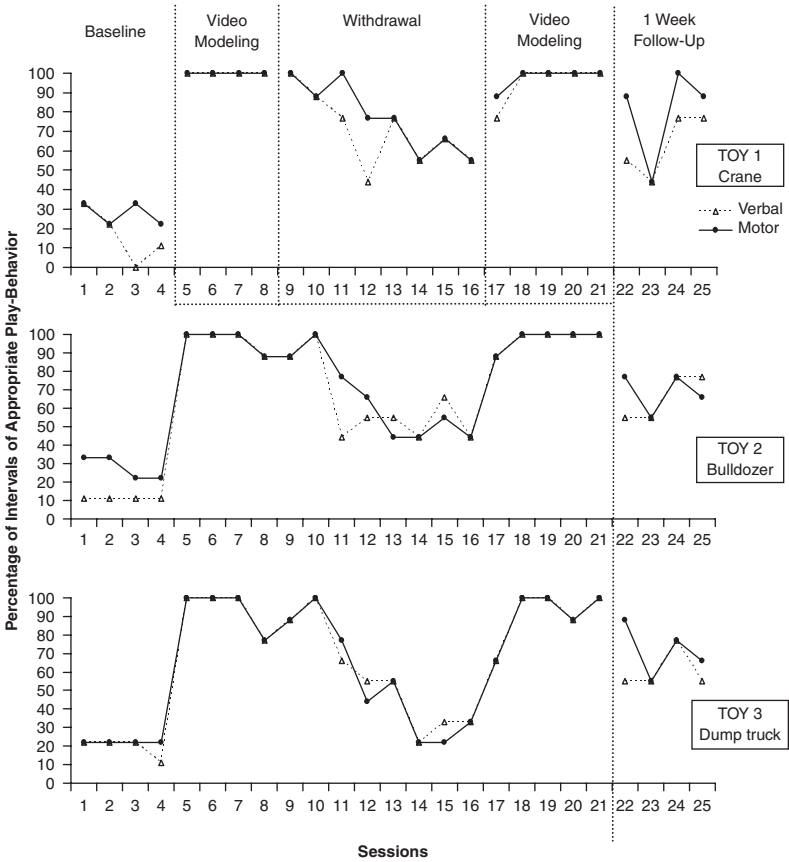 Baseline
Video
Modeling
Withdrawal
Video
Modeling
1 Week
Follow-Up
Percentage of Intervals of Appropriate Play-Behavior
100
90
80
70
60
50
40
30
20
10
0
1 2 3 4 5 6 7 8 9 10 11 12 13 14 15 16 17 18 19 20 21 22 23 24 25
TOY 1
Crane
Verbal
Motor
100
90
80
70
60
50
40
30
20
10
0
1 2 3 4 5 6 7 8 9 10 11 12 13 14 15 16 17 18 19 20 21 22 23 24 25
TOY 2
Bulldozer
100
90
80
70
60
50
40
30
20
10
0
1 2 3 4 5 6 7 8 9 10 11 12 13 14 15 16 17 18 19 20 21 22 23 24 25
TOY 3
Dump truck
Sessions